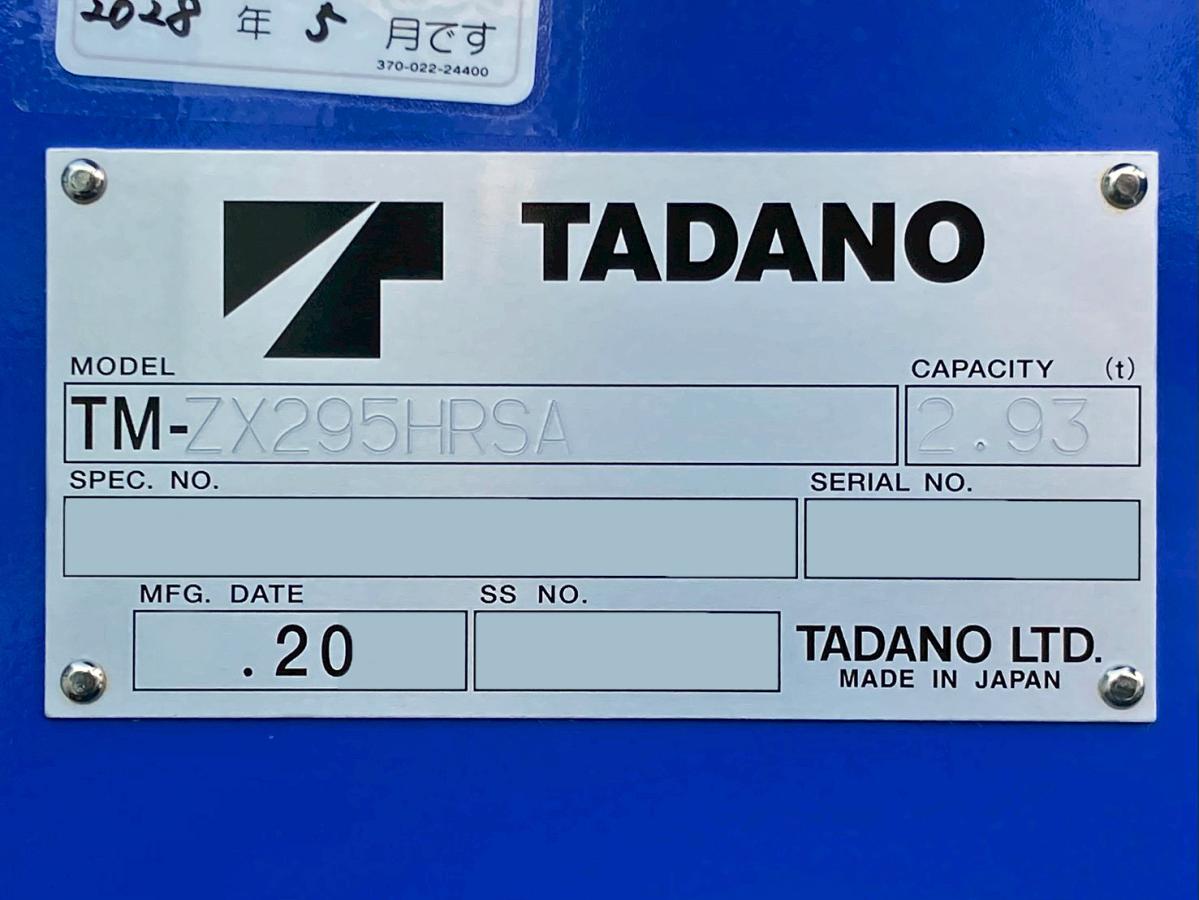 2028 年 5 月です
370-022-24400
TADANO
MODEL CAPACITY (t)
TM-ZX295HRSA 2.93
SPEC. NO. SERIAL NO.
MFG. DATE SS NO.
.20
TADANO LTD.
MADE IN JAPAN